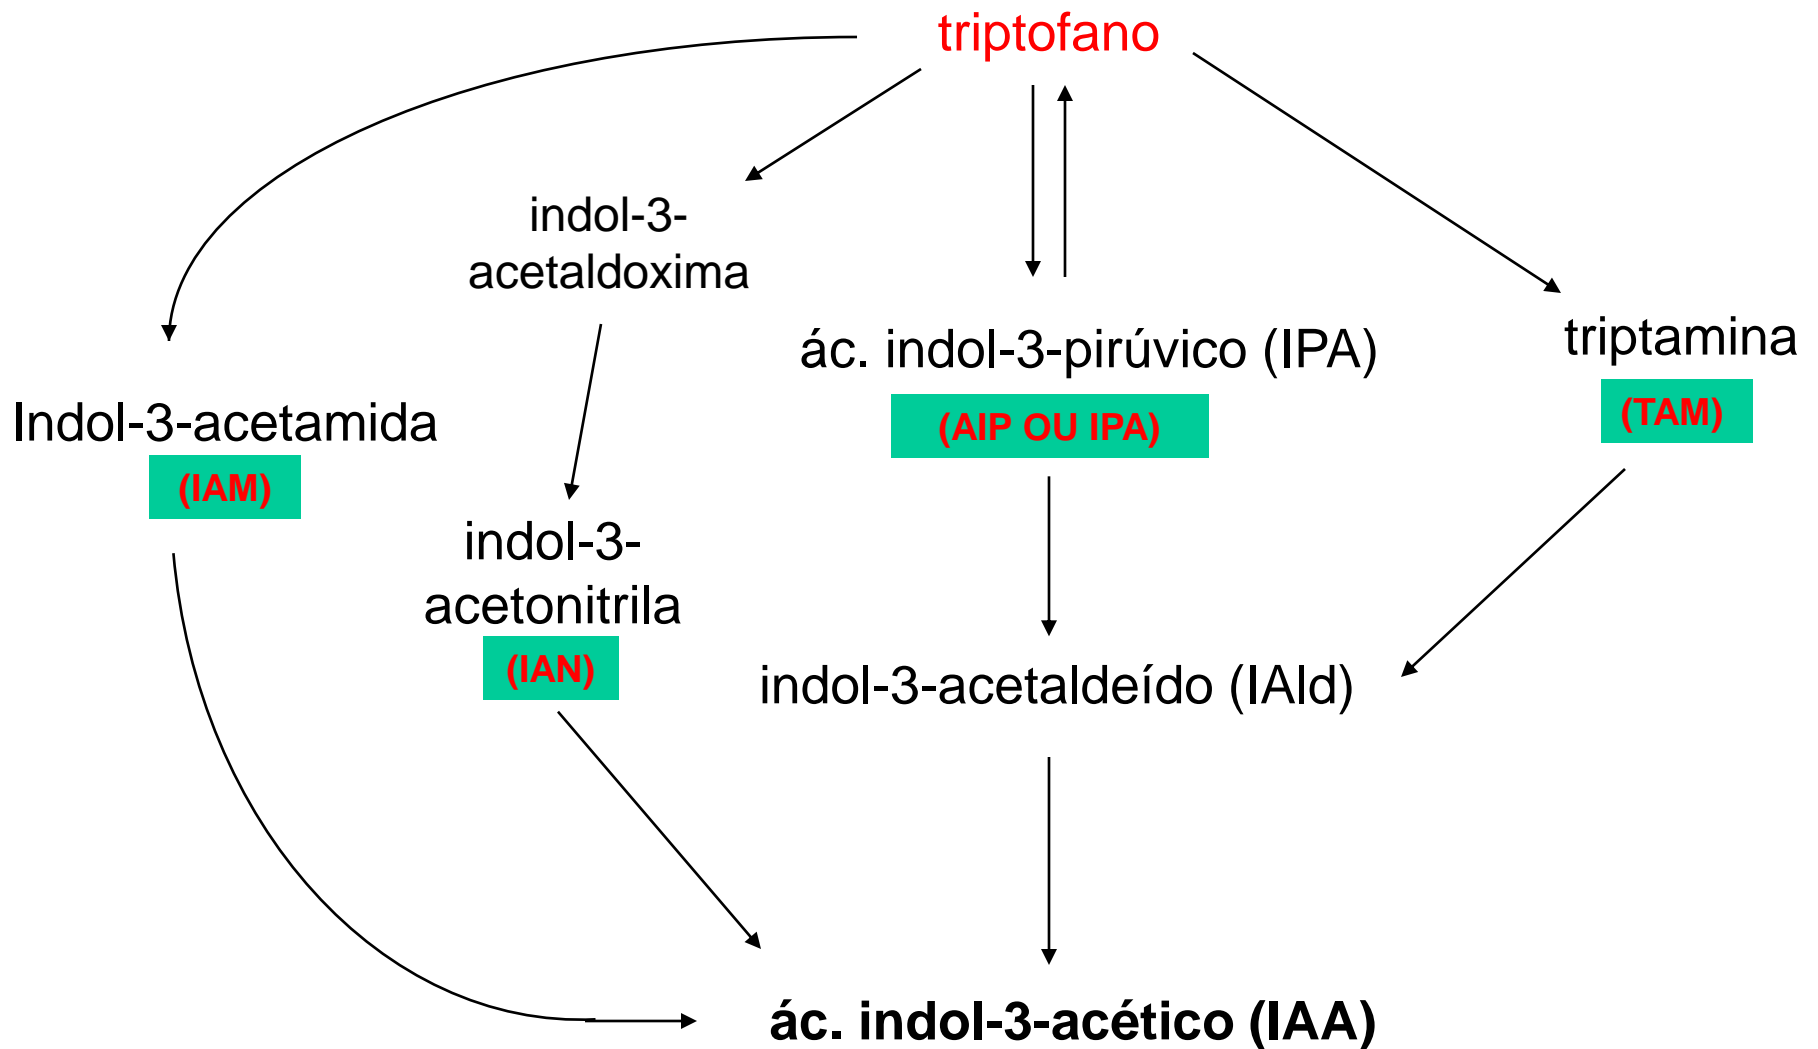 triptofano
indol-3-
acetaldoxima
ác. indol-3-pirúvico (IPA)
(AIP OU IPA)
triptamina
(TAM)
Indol-3-acetamida
(IAM)
indol-3-
acetonitrila
(IAN)
indol-3-acetaldeído (IAld)
ác. indol-3-acético (IAA)